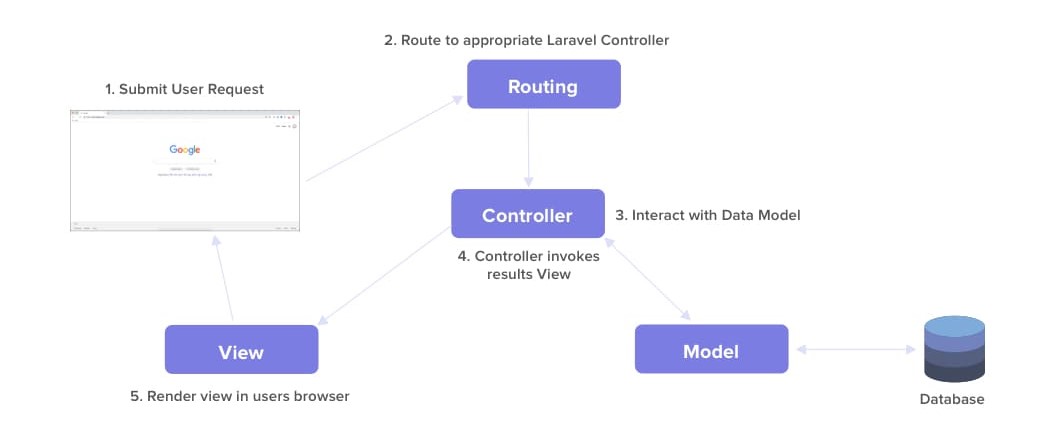 2. Route to appropriate Laravel Controller
Routing
1. Submit User Request
Google
Controller
3. Interact with Data Model
4. Controller invokes
results View
View
Model
5. Render view in users browser
Database